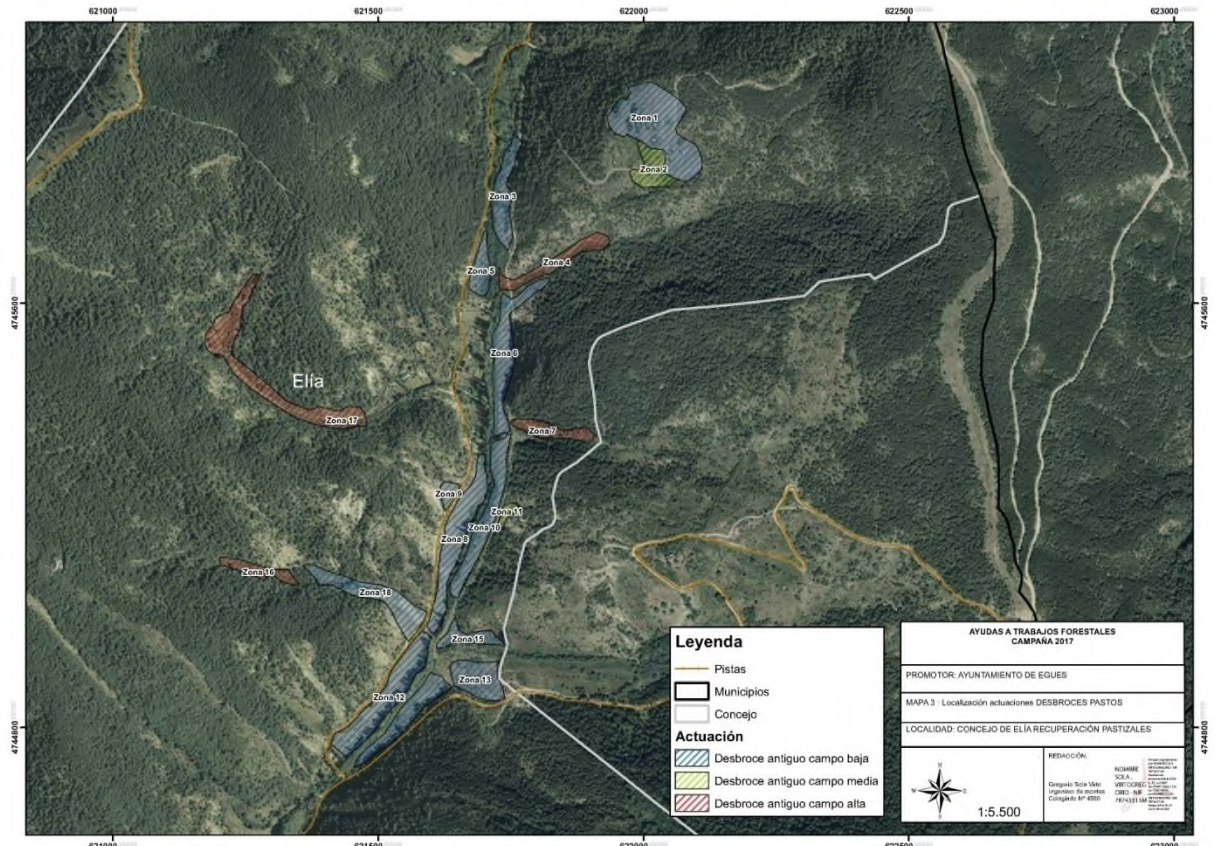 621000
621500
622000
622500
623000
Zona 1
Zona 2
Zona 3
Zona 4
Zona 5
4745600
4745600
Zona 6
Elía
Zona 17
Zona 7
Zona 9
Zona 11
Zona 10
Zona 8
Zona 16
Zona 18
Zona 15
Zona 13
Zona 12
4744800
4744800
Leyenda
Pistas
Municipios
Concejo
Actuación
Desbroce antiguo campo baja
Desbroce antiguo campo media
Desbroce antiguo campo alta
AYUDAS A TRABAJOS FORESTALES
CAMPAÑA 2017
PROMOTOR: AYUNTAMIENTO DE EGUES
MAPA 3 : Localización actuaciones DESBROCES PASTOS
LOCALIDAD: CONCEJO DE ELÍA RECUPERACIÓN PASTIZALES
REDACCIÓN:
NOMBRE
SOLA
N
W
E
S
1:5.500
621000
621500
622000
622500
623000